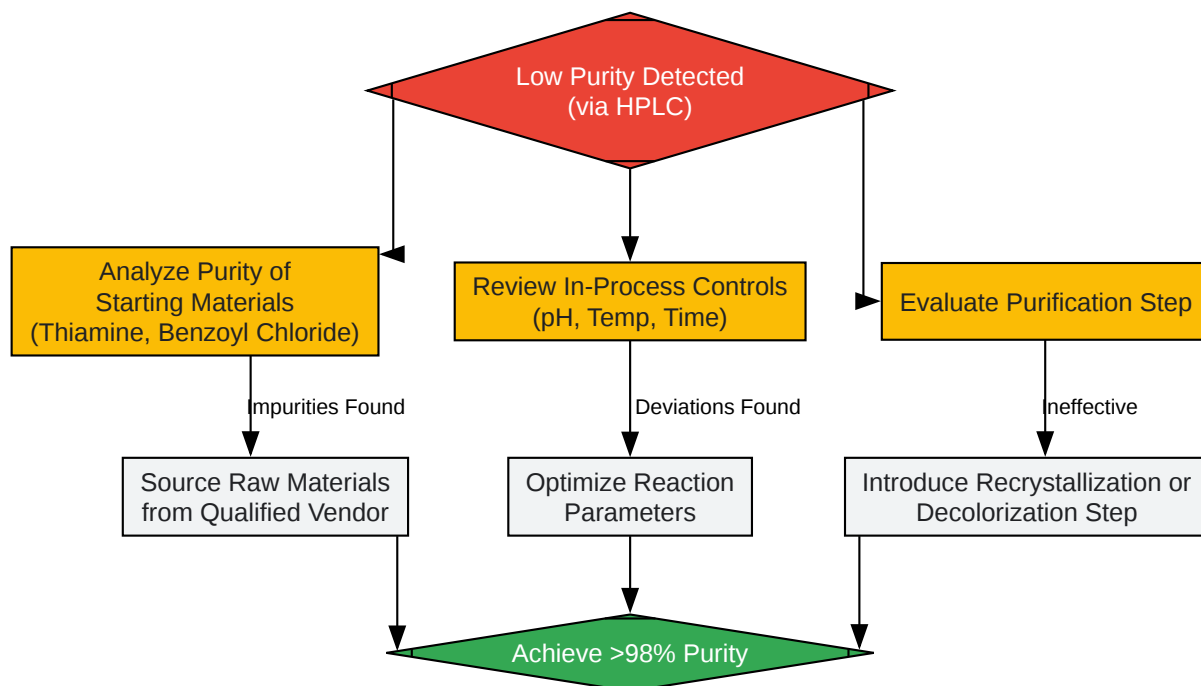 Low Purity Detected
(via HPLC)
Analyze Purity of
Starting Materials
(Thiamine, Benzoyl Chloride)
Review In-Process Controls
(pH, Temp, Time)
Evaluate Purification Step
Impurities Found
Deviations Found
Ineffective
Source Raw Materials
from Qualified Vendor
Optimize Reaction
Parameters
Introduce Recrystallization or
Decolorization Step
Achieve >98% Purity